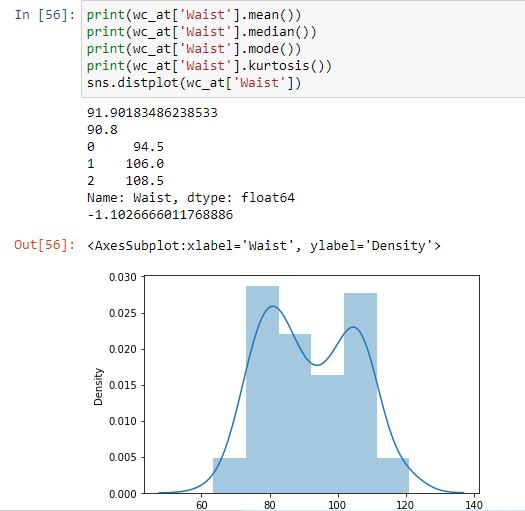 In [56]: print(wc_at['Waist'].mean())
print(wc_at['Waist'].median())
print(wc_at['Waist'].mode())
print(wc_at['Waist'].kurtosis())
sns.distplot(wc_at['Waist'])
91.90183486238533
90.8
0 94.5
1 106.0
2 108.5
Name: Waist, dtype: float64
-1.1026666011768886
Out[56]: <AxesSubplot:xlabel='Waist', ylabel='Density'>
0.030
0.025
0.020
0.015
0.010
0.005
0.000
Density
60 80 100 120 140